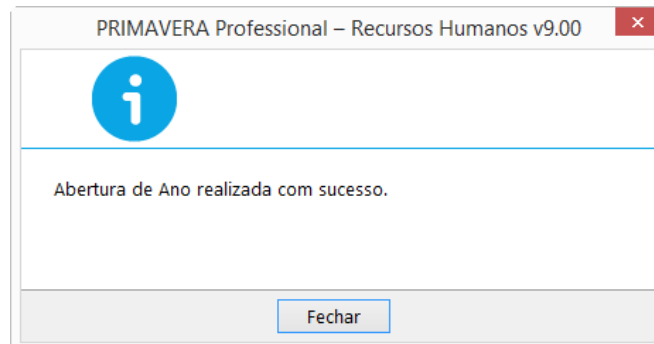 PRIMAVERA Professional – Recursos Humanos v9.00
Abertura de Ano realizada com sucesso.
Fechar